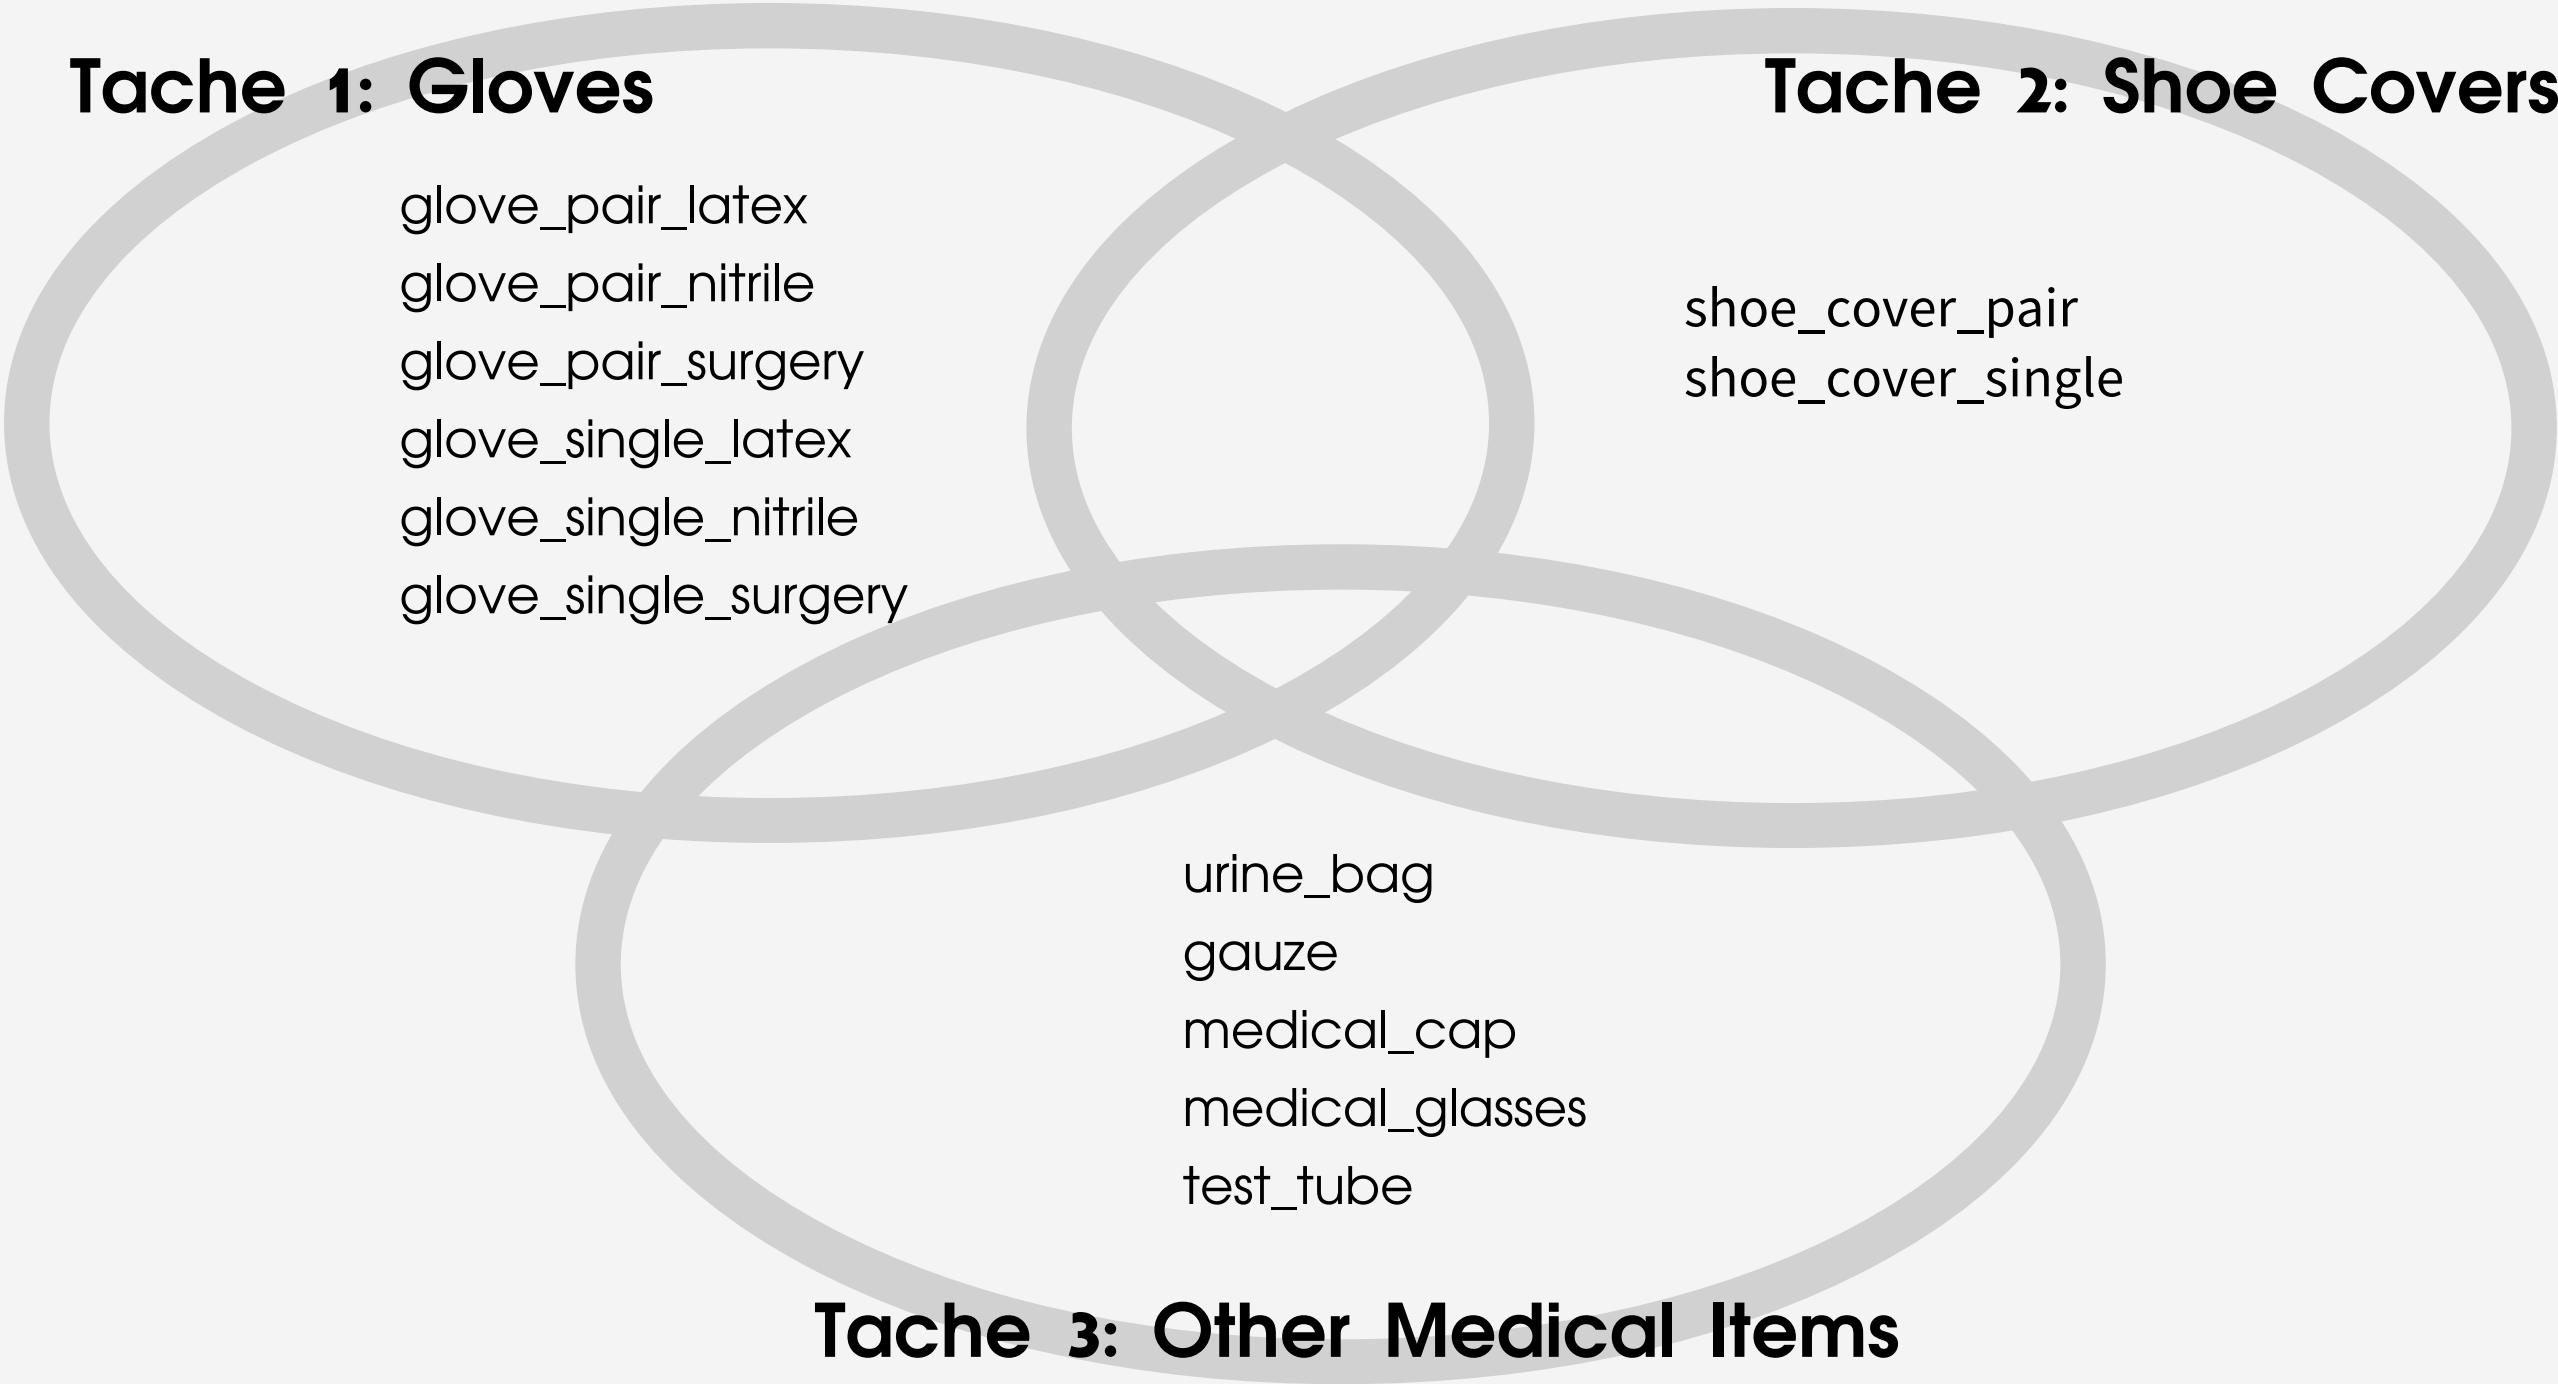 Tache 1: Gloves
Tache 2: Shoe Covers
glove_pair_latex
glove_pair_nitrile
glove_pair_surgery
glove_single_latex
glove_single_nitrile
glove_single_surgery
shoe_cover_pair
shoe_cover_single
urine_bag
gauze
medical_cap
medical_glasses
test_tube
Tache 3: Other Medical Items